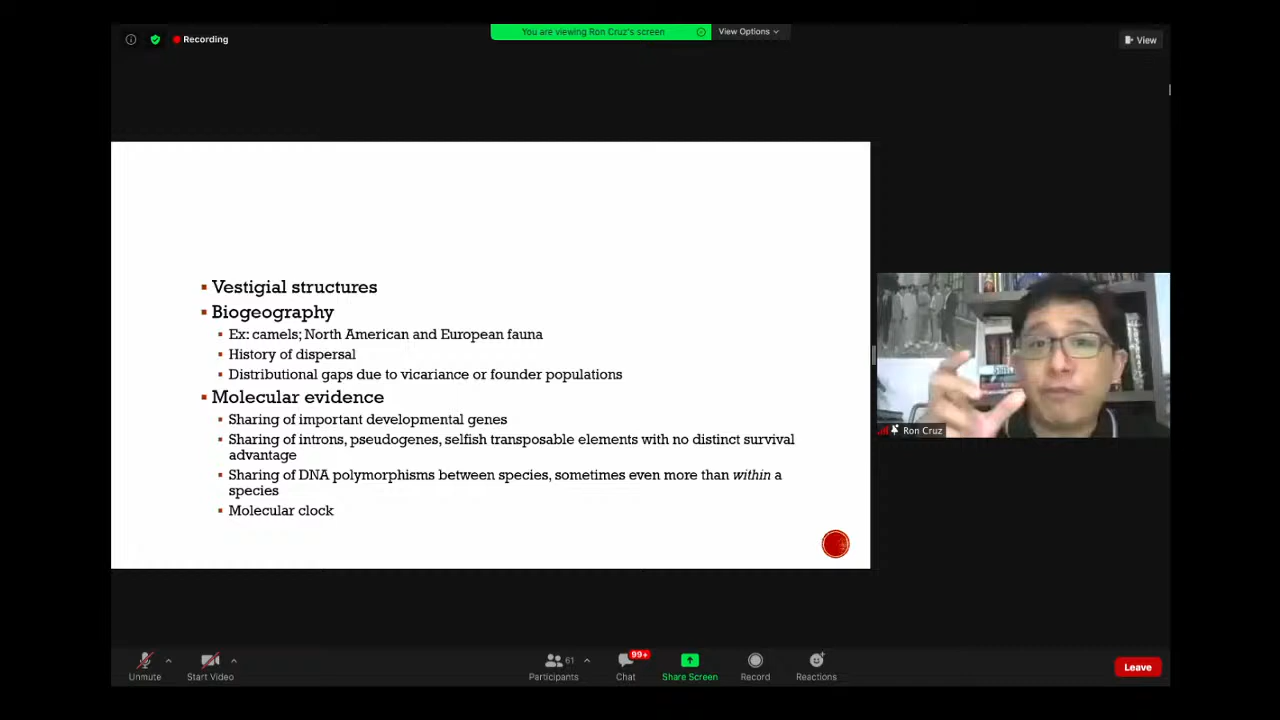 Recording
You are viewing Ron Cruz's screen
View Options
View
Vestigial structures
Biogeography
Ex: camels; North American and European fauna
History of dispersal
Distributional gaps due to vicariance or founder populations
Molecular evidence
Sharing of important developmental genes
Sharing of introns, pseudogenes, selfish transposable elements with no distinct survival
advantage
Sharing of DNA polymorphisms between species, sometimes even more than within a
species
Molecular clock
Ron Cruz
Unmute
Start Video
61
Participants
99+
Chat
Share Screen
Record
Reactions
Leave